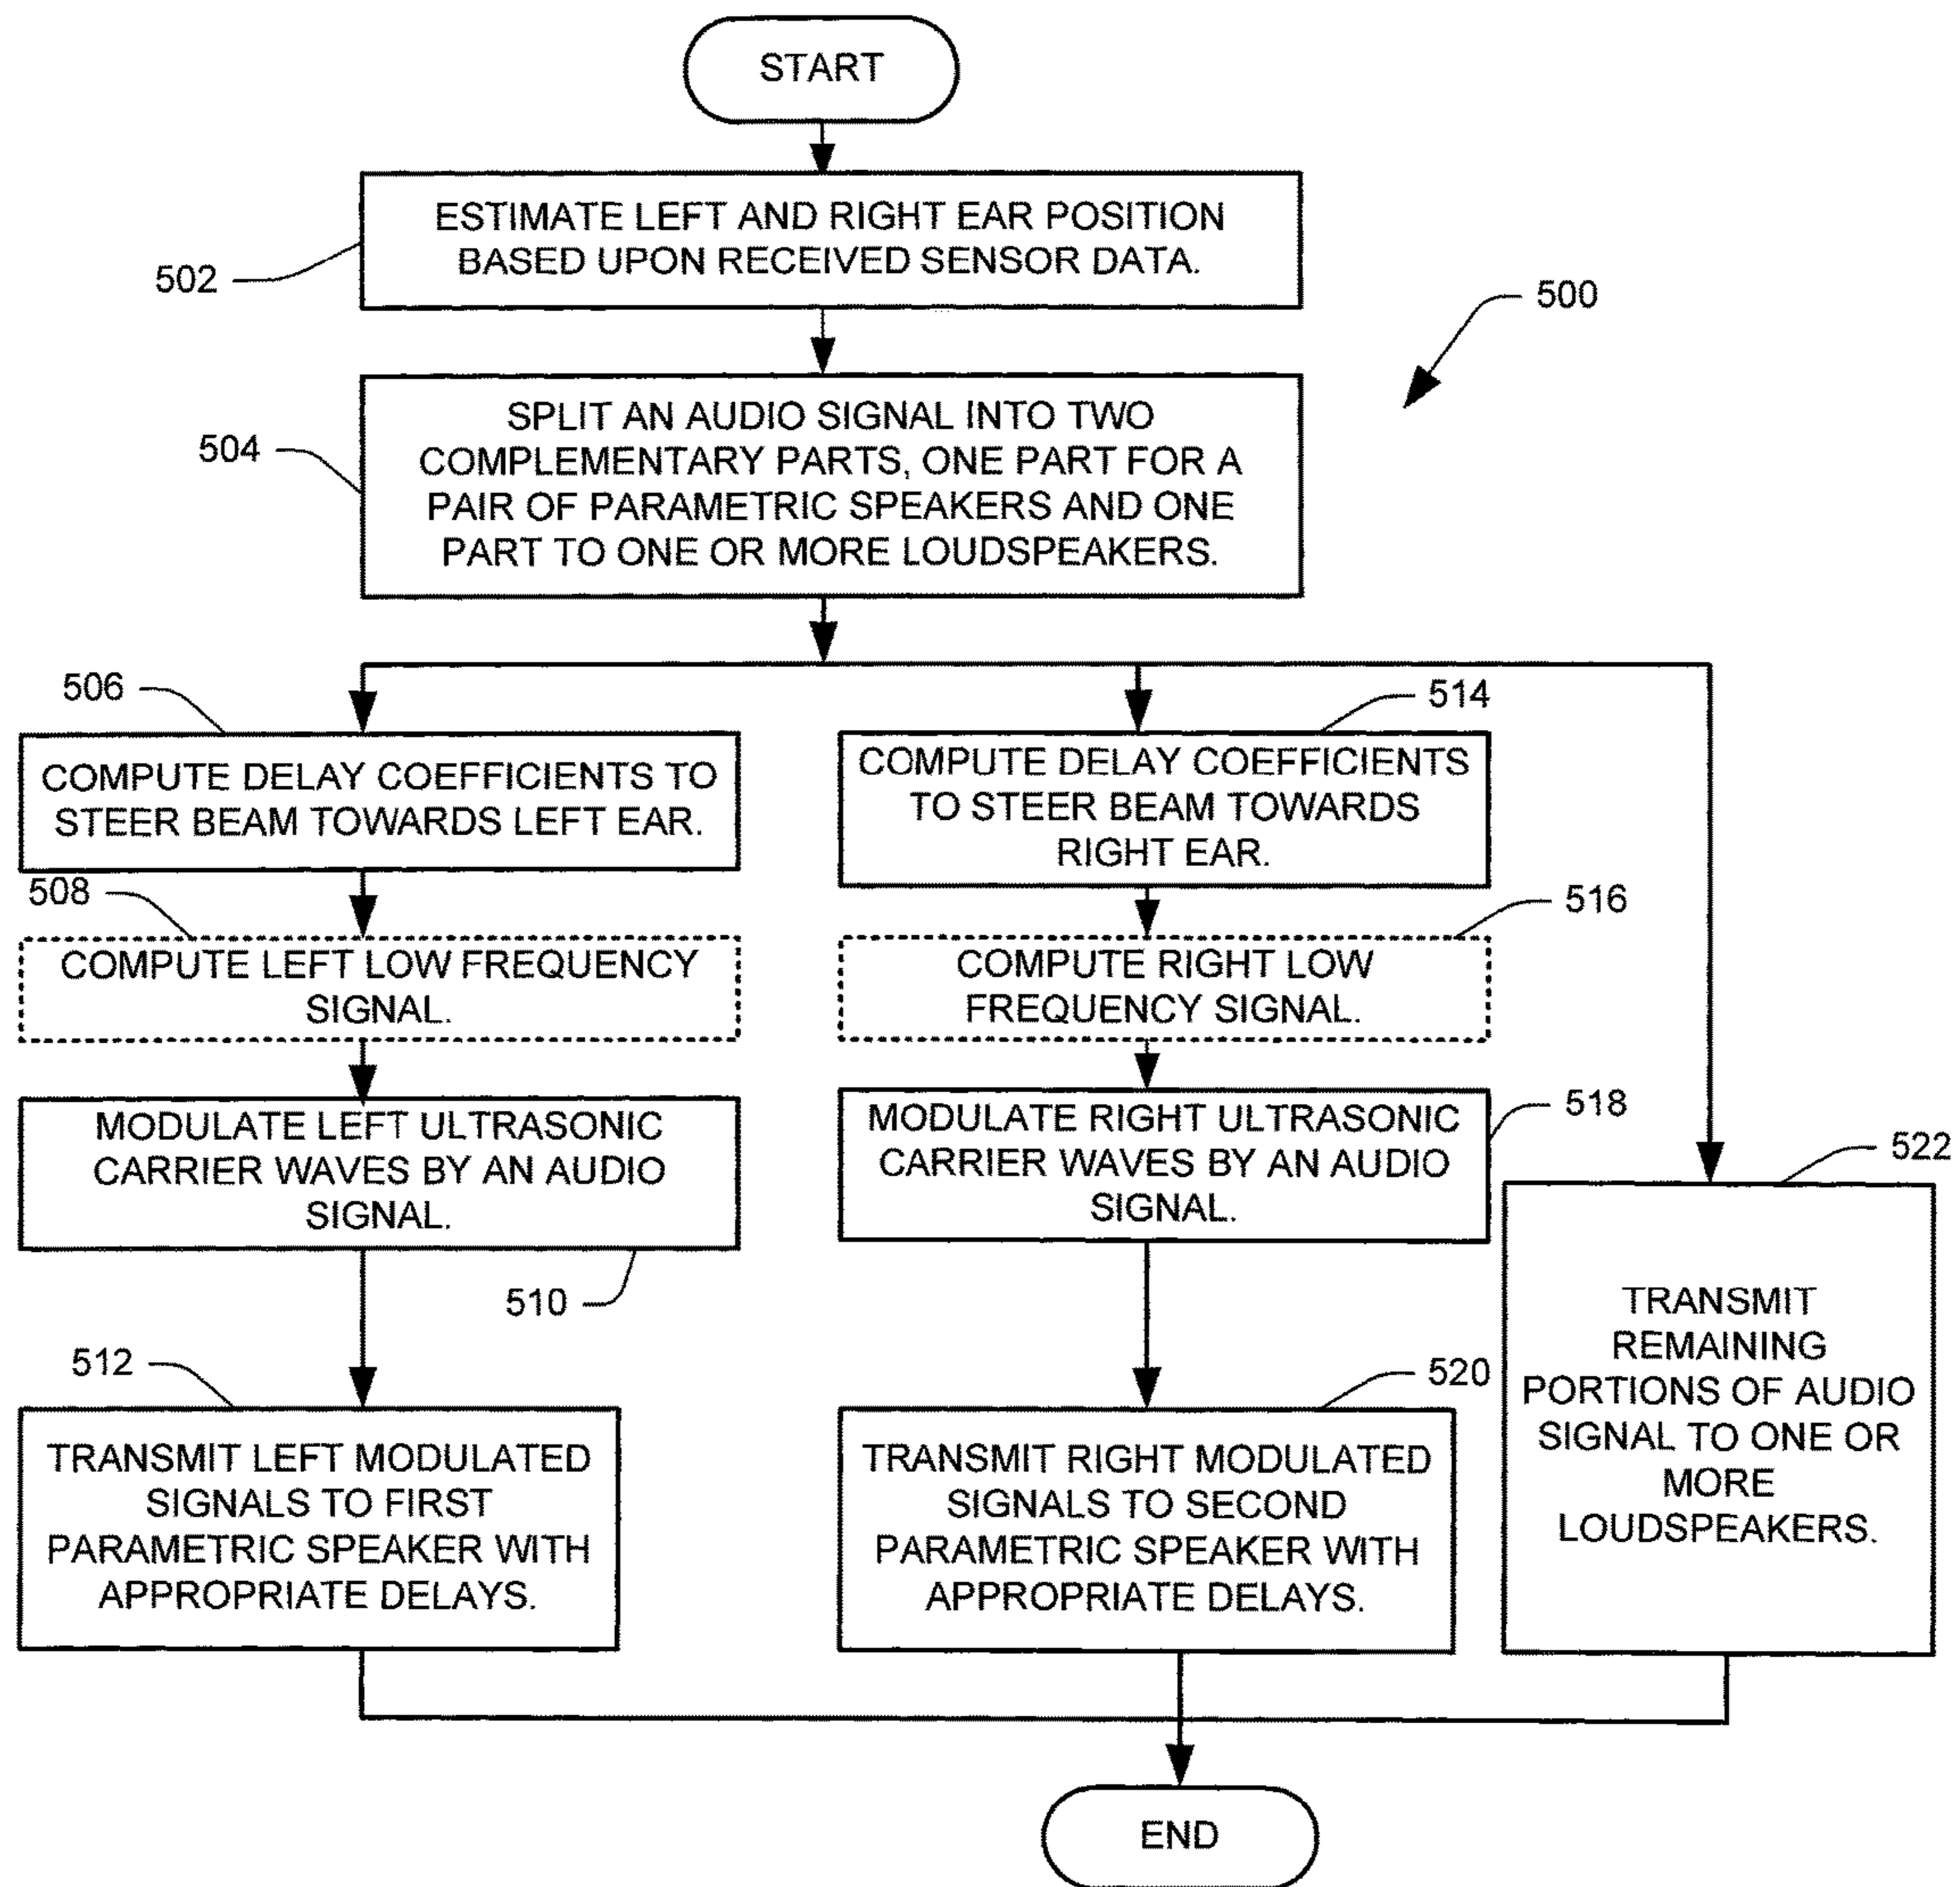 START
ESTIMATE LEFT AND RIGHT EAR POSITION
BASED UPON RECEIVED SENSOR DATA.
502
500
SPLIT AN AUDIO SIGNAL INTO TWO
COMPLEMENTARY PARTS, ONE PART FOR A
PAIR OF PARAMETRIC SPEAKERS AND ONE
PART TO ONE OR MORE LOUDSPEAKERS.
504
506
COMPUTE DELAY COEFFICIENTS TO
STEER BEAM TOWARDS LEFT EAR.
508
COMPUTE LEFT LOW FREQUENCY
SIGNAL.
MODULATE LEFT ULTRASONIC
CARRIER WAVES BY AN AUDIO
SIGNAL.
510
512
TRANSMIT LEFT MODULATED
SIGNALS TO FIRST
PARAMETRIC SPEAKER WITH
APPROPRIATE DELAYS.
514
COMPUTE DELAY COEFFICIENTS
TO STEER BEAM TOWARDS
RIGHT EAR.
516
COMPUTE RIGHT LOW
FREQUENCY SIGNAL.
518
MODULATE RIGHT ULTRASONIC
CARRIER WAVES BY AN AUDIO
SIGNAL.
520
TRANSMIT RIGHT MODULATED
SIGNALS TO SECOND
PARAMETRIC SPEAKER WITH
APPROPRIATE DELAYS.
522
TRANSMIT
REMAINING
PORTIONS OF AUDIO
SIGNAL TO ONE OR
MORE
LOUDSPEAKERS.
END